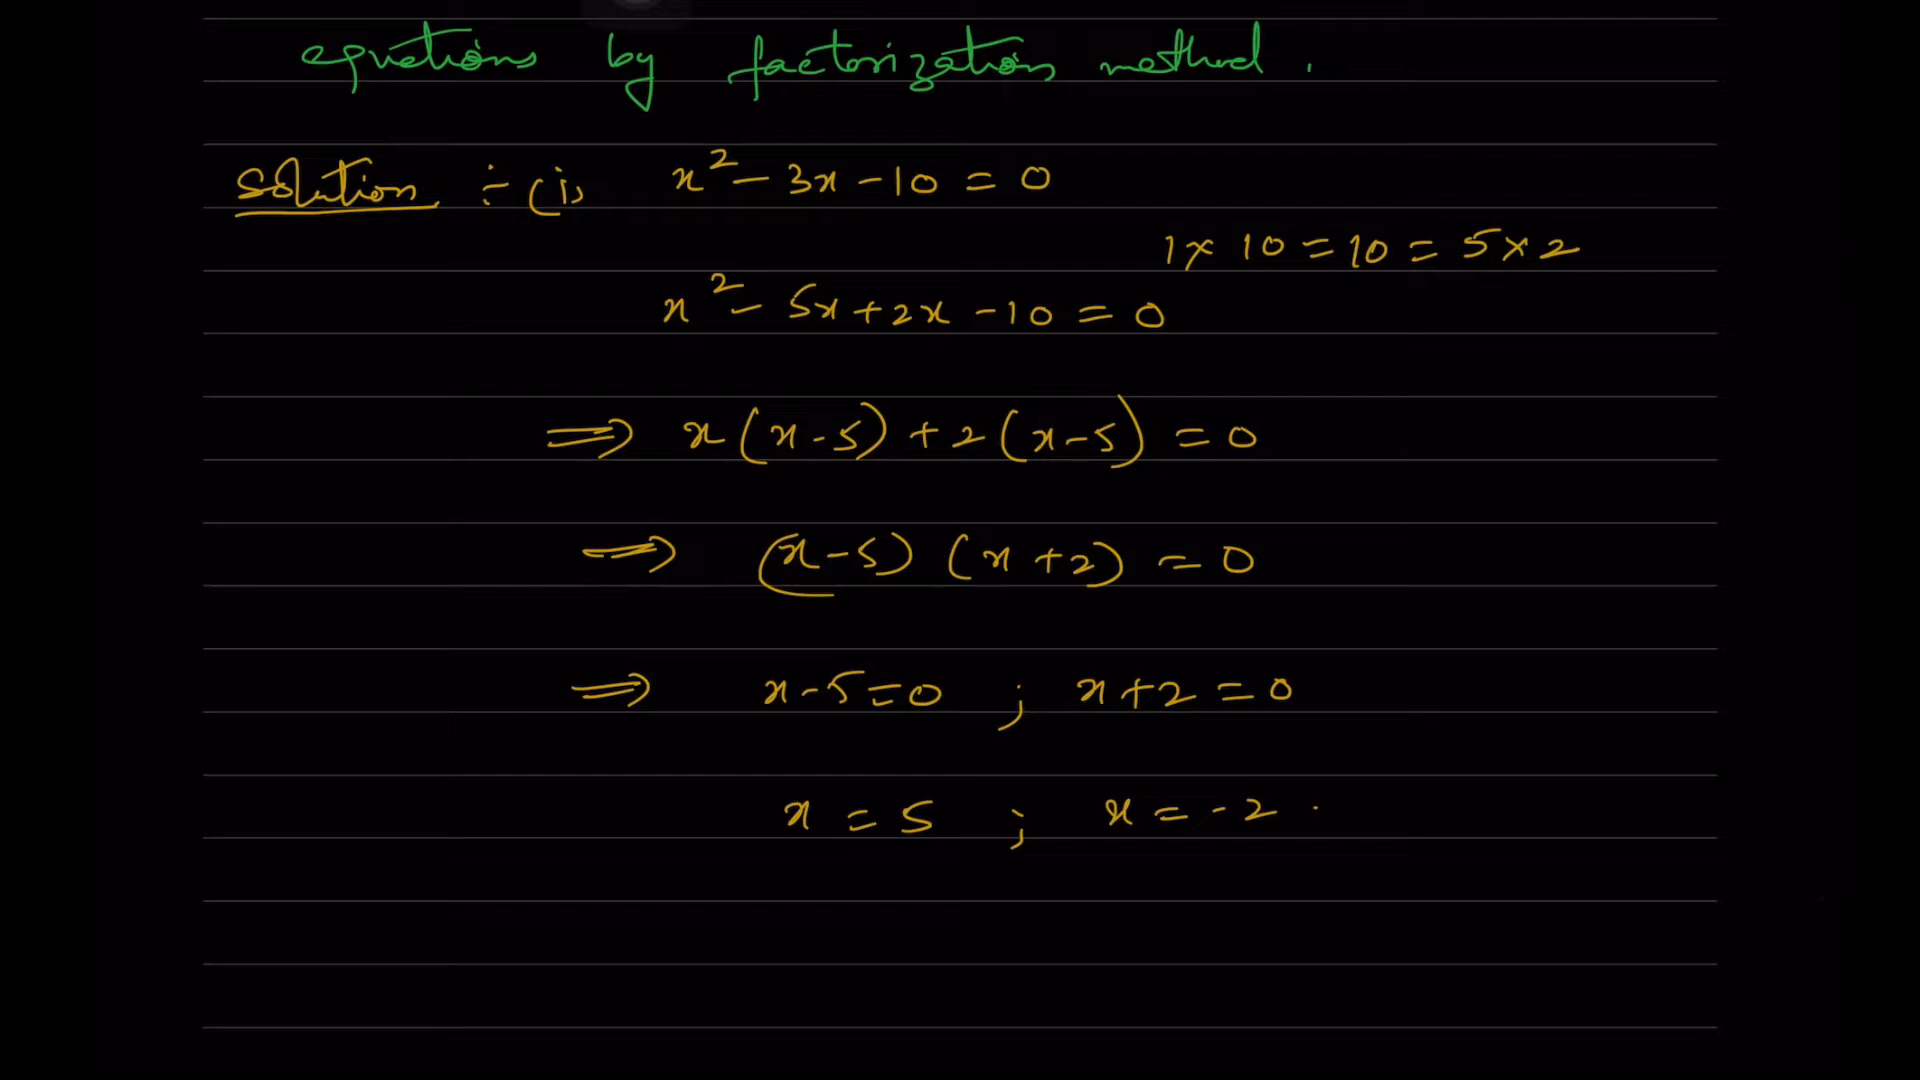 equations by factorization method.
Solution :- (i) x² - 3x - 10 = 0
1 x 10 = 10 = 5 x 2
x² - 5x + 2x - 10 = 0
⇒ x(x-5) + 2(x-5) = 0
⇒ (x-5) (x+2) = 0
⇒ x-5=0 ; x+2=0
x = 5 ; x = -2 .